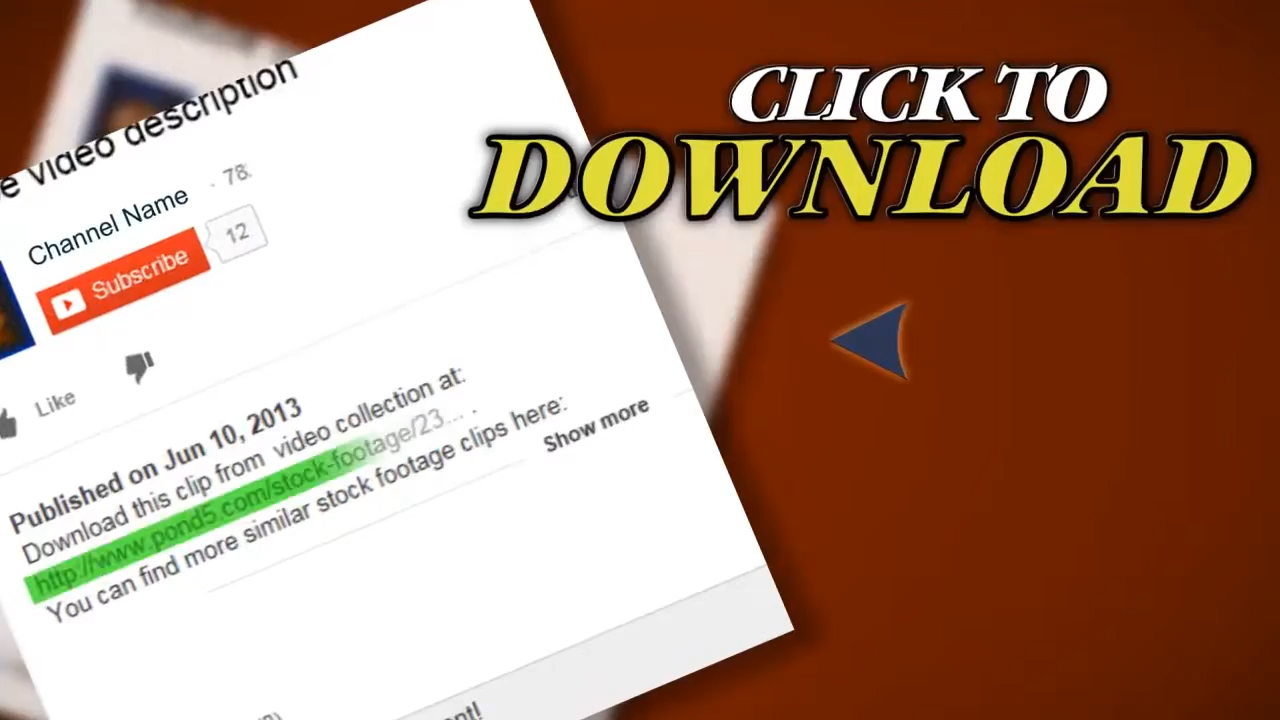 CLICK TO
DOWNLOAD
video description
Channel Name
78
Subscribe
12
Like
Published on Jun 10, 2013
Download this clip from video collection at:
http://www.pond5.com/stock-footage/23... .
You can find more similar stock footage clips here:
Show more